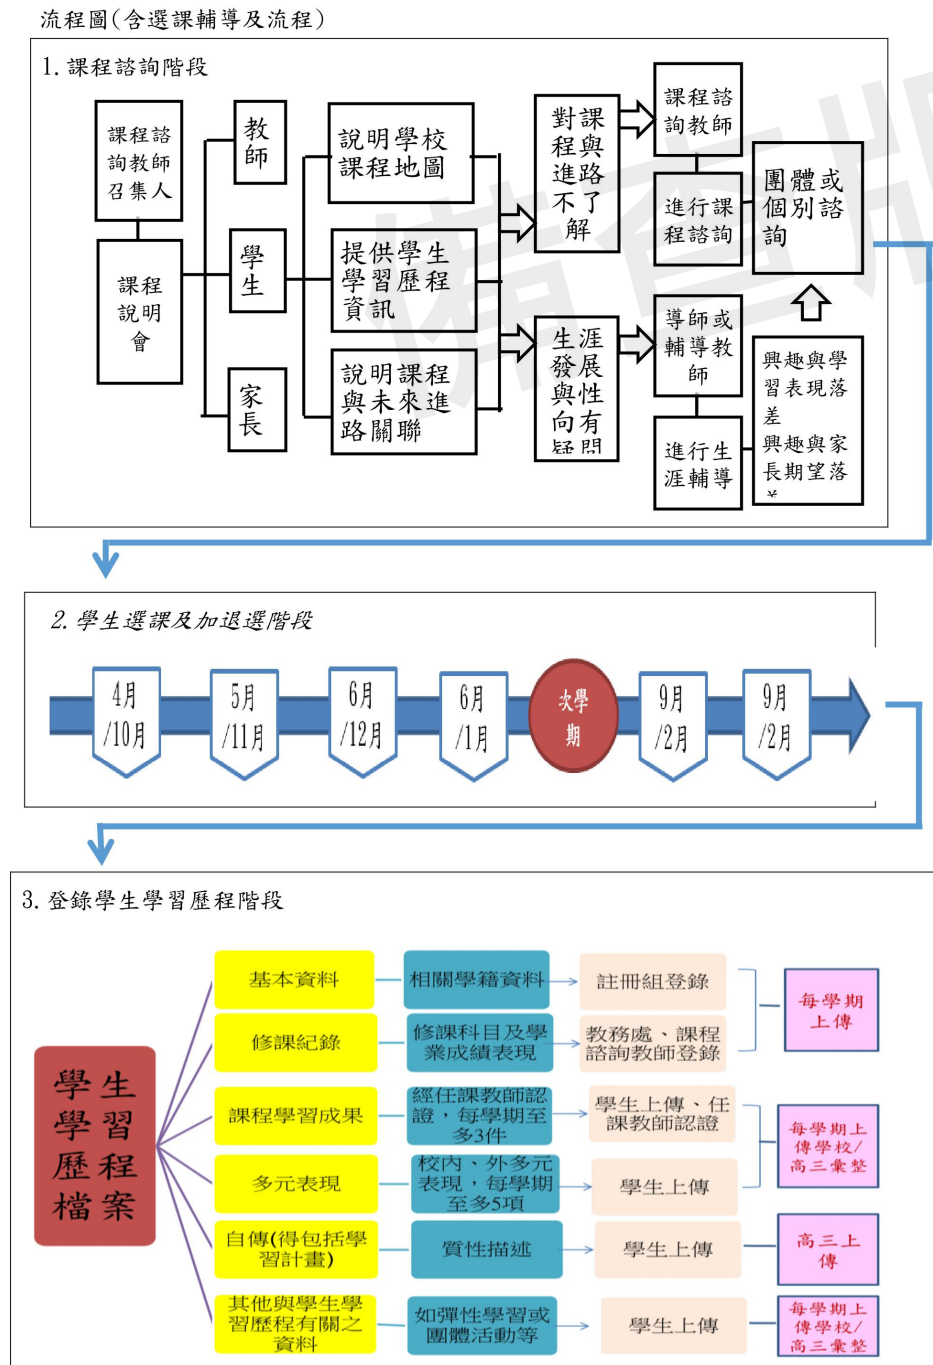 流程圖(含選課輔導及流程)
1.課程諮詢階段
課程諮
詢教師
召集人
課程
說明
會
教
師
學
生
家
長
說明學校
課程地圖
提供學生
學習歷程
資訊
說明課程
與未來進
路關聯
對課
程與
進路
不了
解
生涯
發展
與性
向有
疑問
課程諮
詢教師
進行課
程諮詢
團體或
個別諮
詢
導師或
輔導教
師
進行生
涯輔導
興趣與學
習表現落
差
興趣與家
長期望落
備查版
2.學生選課及加退選階段
4月
/10月
5月
/11月
6月
/12月
6月
/1月
次學
期
9月
/2月
9月
/2月
3.登錄學生學習歷程階段
學生
學習
歷程
檔案
基本資料
相關學籍資料
註冊組登錄
每學期
上傳
修課紀錄
修課科目及學
業成績表現
教務處、課程
諮詢教師登錄
課程學習成果
經任課教師認
證，每學期至
多3件
學生上傳、任
課教師認證
每學期上
傳學校/
高三彙整
多元表現
校內、外多元
表現，每學期
至多5項
學生上傳
自傳(得包括學
習計畫)
質性描述
學生上傳
高三上
傳
其他與學生學
習歷程有關之
資料
如彈性學習或
團體活動等
學生上傳
每學期上
傳學校/
高三彙整